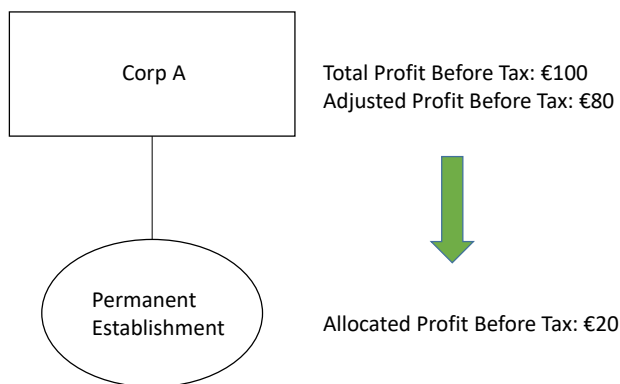 Corp A
Total Profit Before Tax: €100
Adjusted Profit Before Tax: €80
Permanent
Establishment
Allocated Profit Before Tax: €20